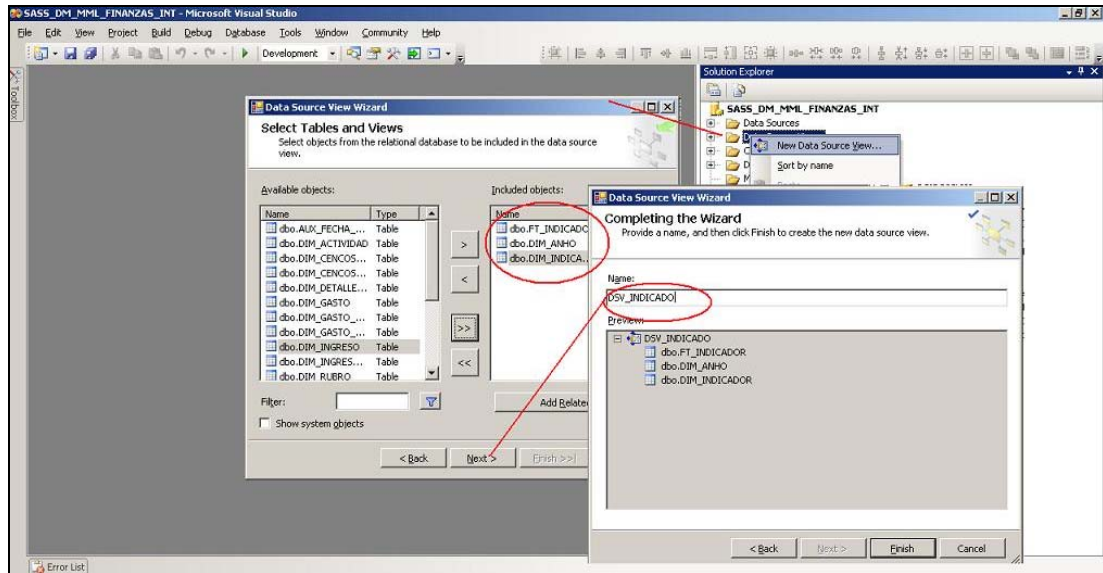 SASS_DM_MML_FINANZAS_INT - Microsoft Visual Studio
File Edit View Project Build Debug Database Tools Window Community Help
Development
Toolbox
Solution Explorer
SASS_DM_MML_FINANZAS_INT
Data Sources
New Data Source View...
Sort by name
Data Source View Wizard
Select Tables and Views
Select objects from the relational database to be included in the data source
view.
Available objects:
Included objects:
Name Type
Name
dbo.AUX_FECHA_... Table
dbo.DIM_ACTIVIDAD Table
dbo.DIM_CENCOS... Table
dbo.DIM_CENCOS... Table
dbo.DIM_DETALLE... Table
dbo.DIM_GASTO Table
dbo.DIM_GASTO_... Table
dbo.DIM_GASTO_... Table
dbo.DIM_INGRESO Table
dbo.DIM_INGRES... Table
dbo.DIM_RUBRO Table
>
<
>>
<<
dbo.FT_INDICADO
dbo.DIM_ANHO
dbo.DIM_INDICA...
Filter:
Add Relate
Show system objects
< Back Next > Finish >>|
Data Source View Wizard
Completing the Wizard
Provide a name, and then click Finish to create the new data source view.
Name:
DSV_INDICADO
Preview:
DSV_INDICADO
dbo.FT_INDICADOR
dbo.DIM_ANHO
dbo.DIM_INDICADOR
< Back Next > Finish Cancel
Error List